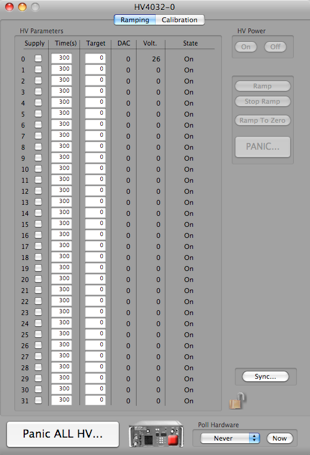 HV4032-0
Ramping Calibration
HV Parameters HV Power
Supply Time(s) Target DAC Volt. State
On Off
0 300 0 0 26 On
1 300 0 0 0 On
2 300 0 0 0 On
3 300 0 0 0 On
4 300 0 0 0 On
5 300 0 0 0 On
6 300 0 0 0 On
7 300 0 0 0 On
8 300 0 0 0 On
9 300 0 0 0 On
10 300 0 0 0 On
11 300 0 0 0 On
12 300 0 0 0 On
13 300 0 0 0 On
14 300 0 0 0 On
15 300 0 0 0 On
16 300 0 0 0 On
17 300 0 0 0 On
18 300 0 0 0 On
19 300 0 0 0 On
20 300 0 0 0 On
21 300 0 0 0 On
22 300 0 0 0 On
23 300 0 0 0 On
24 300 0 0 0 On
25 300 0 0 0 On
26 300 0 0 0 On
27 300 0 0 0 On
28 300 0 0 0 On
29 300 0 0 0 On
30 300 0 0 0 On
31 300 0 0 0 On
Ramp
Stop Ramp
Ramp To Zero
PANIC...
Sync...
Panic ALL HV...
Poll Hardware
Never Now